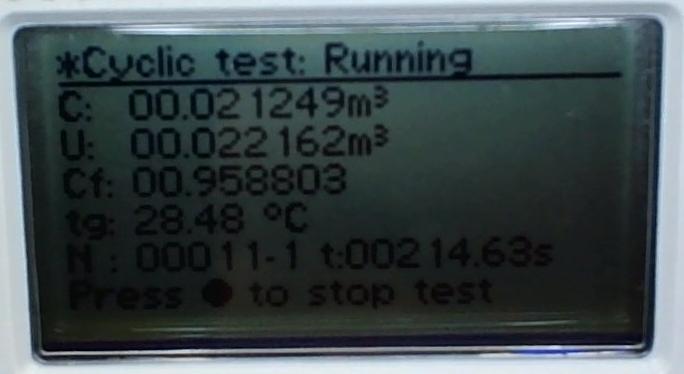 *Cyclic test: Running
C: 00.021249m³
U: 00.022162m³
Cf: 00.958803
tg: 28.48 °C
N : 00011-1 t:00214.63s
Press ● to stop test